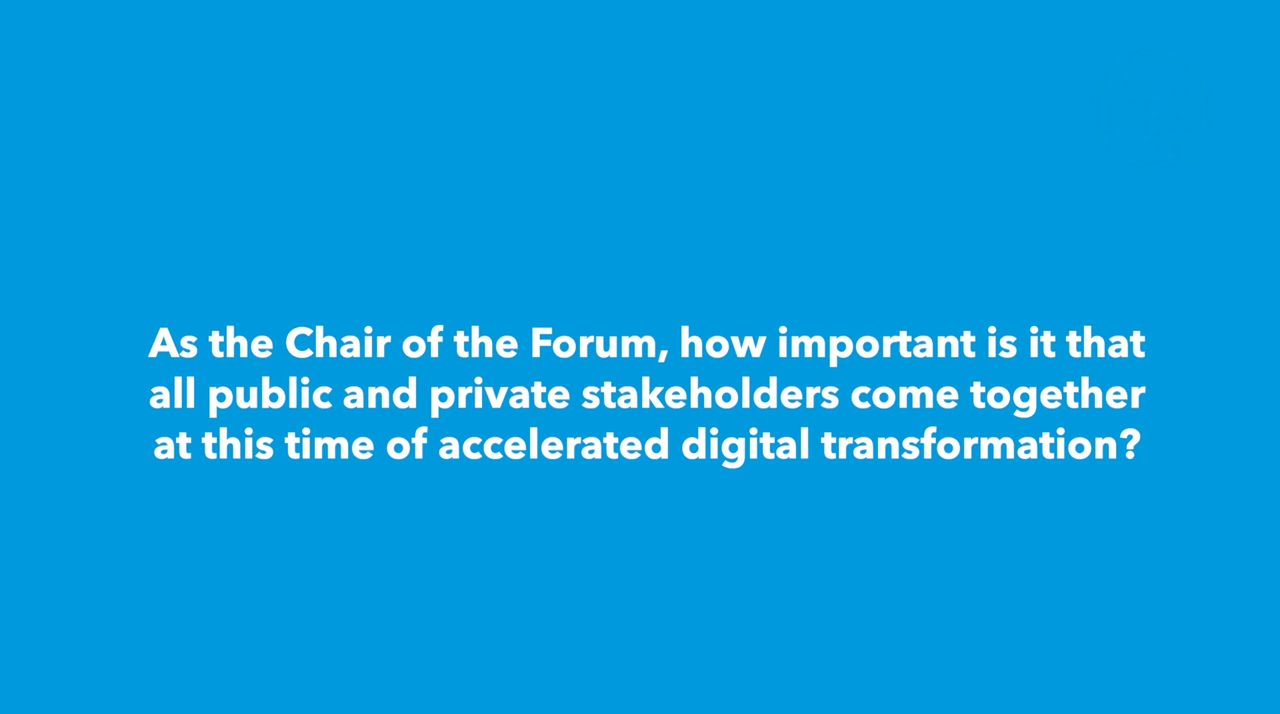 As the Chair of the Forum, how important is it that
all public and private stakeholders come together
at this time of accelerated digital transformation?